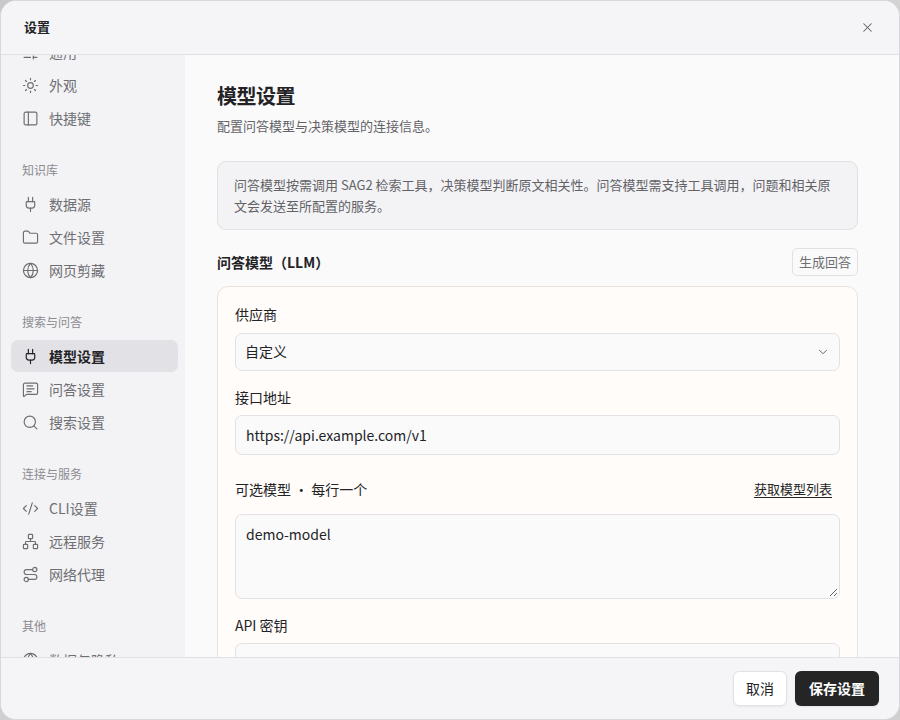 设置
通用
外观
快捷键
知识库
数据源
文件设置
网页剪藏
搜索与问答
模型设置
问答设置
搜索设置
连接与服务
CLI设置
远程服务
网络代理
其他
模型设置
配置问答模型与决策模型的连接信息。
问答模型按需调用 SAG2 检索工具，决策模型判断原文相关性。问答模型需支持工具调用，问题和相关原
文会发送至所配置的服务。
问答模型（LLM）
生成回答
供应商
自定义
接口地址
https://api.example.com/v1
可选模型 · 每行一个
获取模型列表
demo-model
API 密钥
取消
保存设置